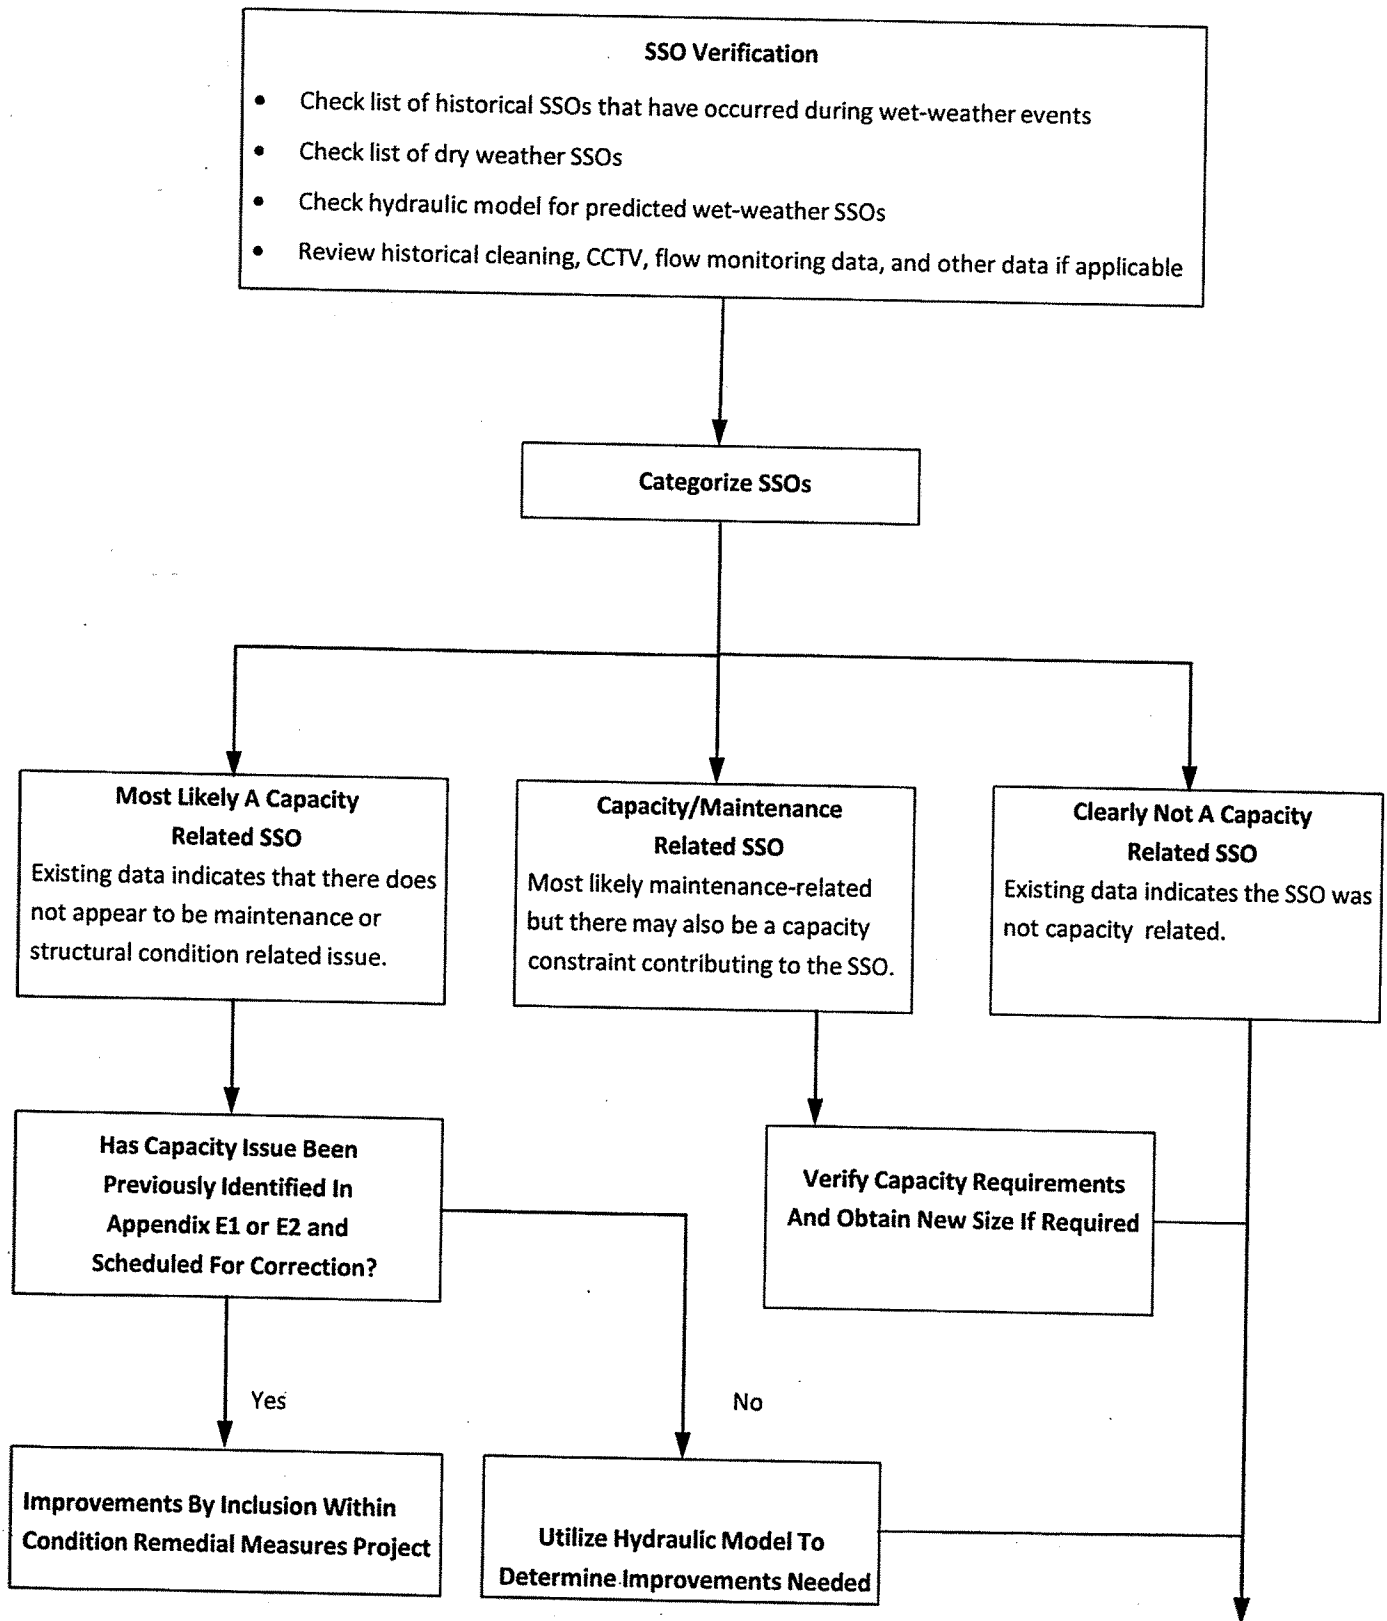 SSO Verification
• Check list of historical SSOs that have occurred during wet-weather events
• Check list of dry weather SSOs
• Check hydraulic model for predicted wet-weather SSOs
• Review historical cleaning, CCTV, flow monitoring data, and other data if applicable
Categorize SSOs
Most Likely A Capacity
Related SSO
Existing data indicates that there does
not appear to be maintenance or
structural condition related issue.
Capacity/Maintenance
Related SSO
Most likely maintenance-related
but there may also be a capacity
constraint contributing to the SSO.
Clearly Not A Capacity
Related SSO
Existing data indicates the SSO was
not capacity related.
Has Capacity Issue Been
Previously Identified In
Appendix E1 or E2 and
Scheduled For Correction?
Verify Capacity Requirements
And Obtain New Size If Required
Yes
No
Improvements By Inclusion Within
Condition Remedial Measures Project
Utilize Hydraulic Model To
Determine Improvements Needed